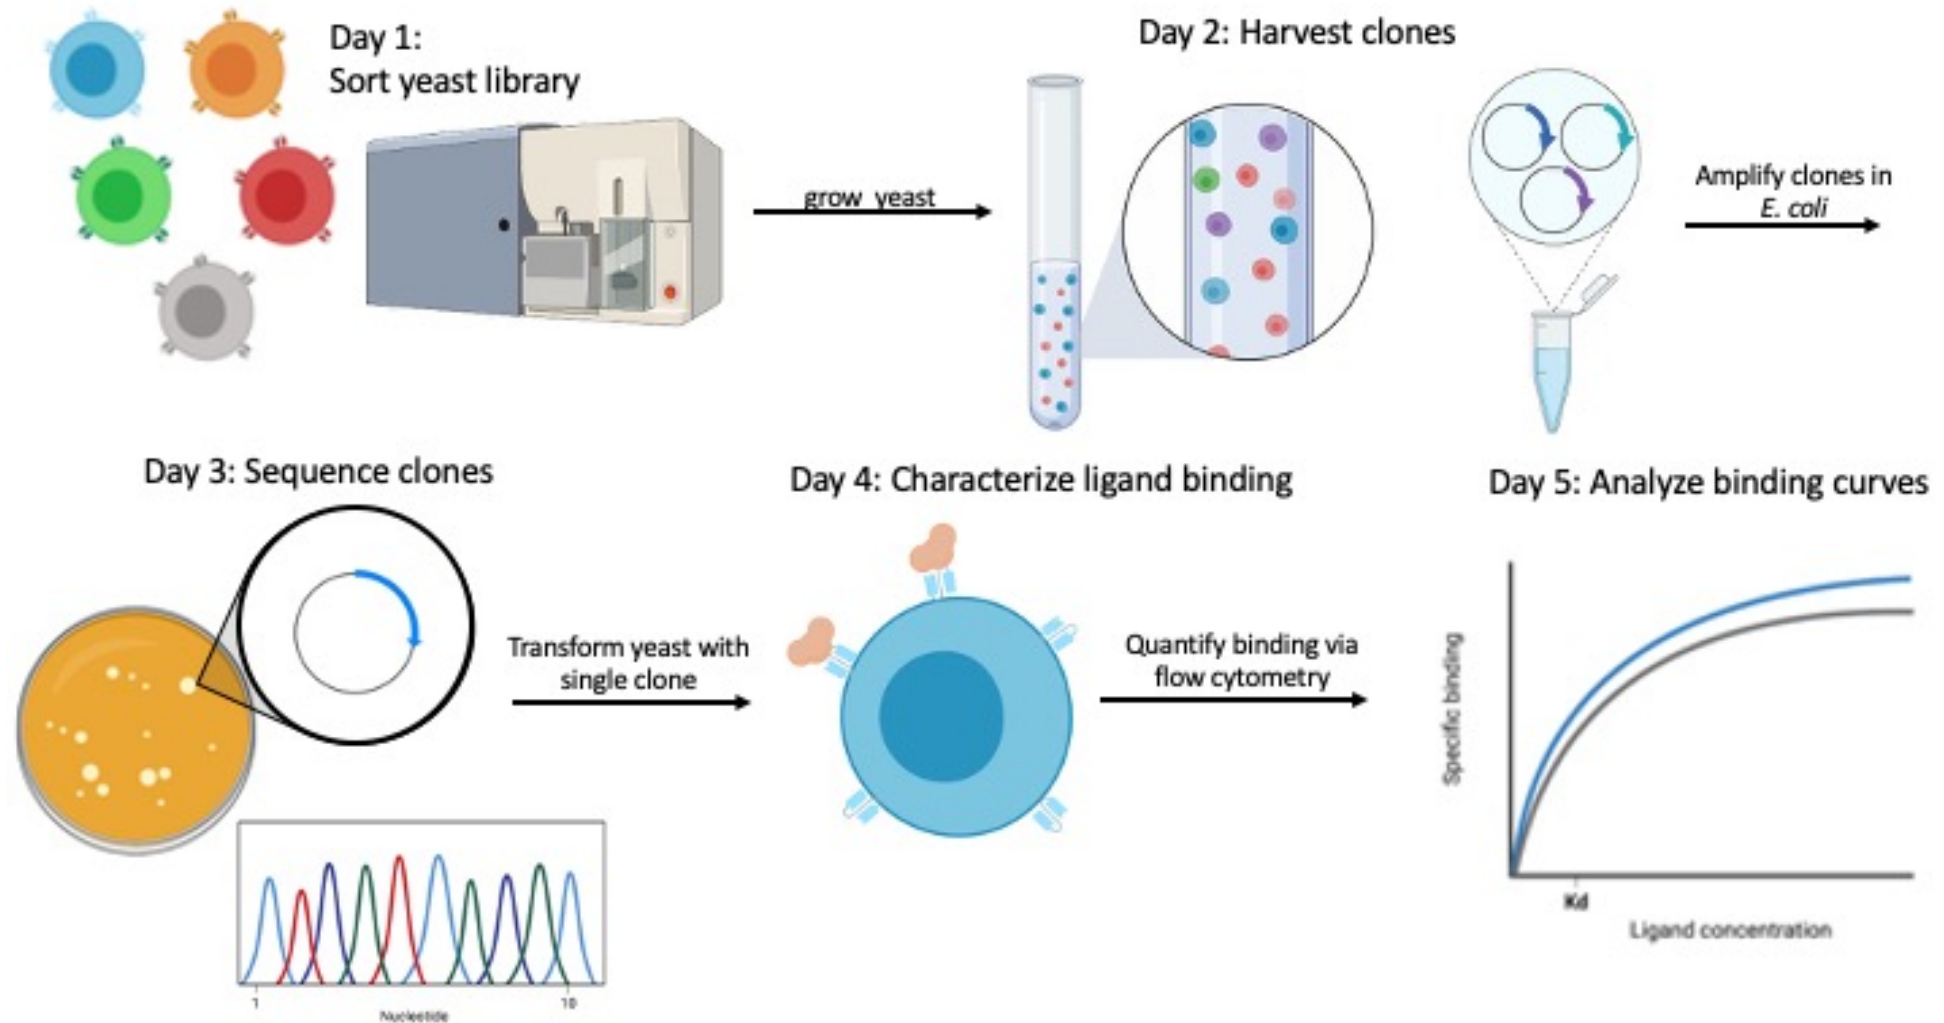 Day 1:
Sort yeast library
grow yeast
Day 2: Harvest clones
Amplify clones in
E. coli
Day 3: Sequence clones
Transform yeast with
single clone
1
10
Nucleotide
Day 4: Characterize ligand binding
Quantify binding via
flow cytometry
Day 5: Analyze binding curves
Specific binding
Kd
Ligand concentration